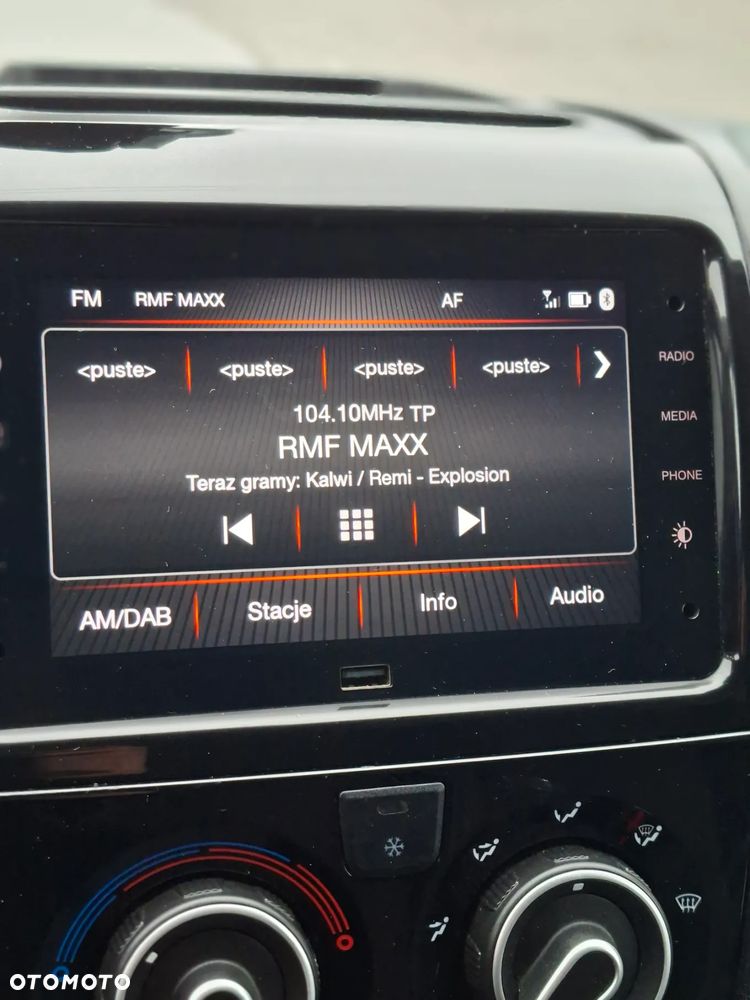 FM RMF MAXX AF
<puste> <puste> <puste> <puste>
104.10MHz TP
RMF MAXX
Teraz gramy: Kalwi / Remi - Explosion
AM/DAB Stacje Info Audio
RADIO
MEDIA
PHONE
OTOMOTO